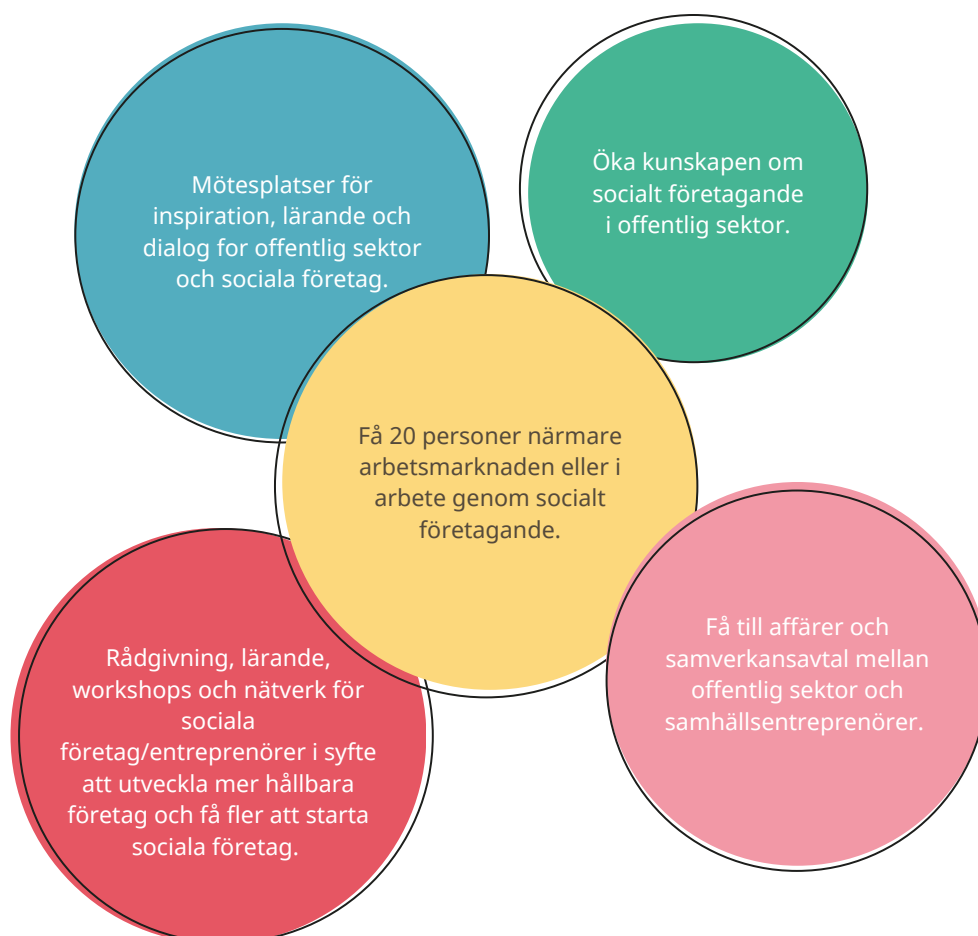 Mötesplatser för
inspiration, lärande och
dialog for offentlig sektor
och sociala företag.
Öka kunskapen om
socialt företagande
i offentlig sektor.
Få 20 personer närmare
arbetsmarknaden eller i
arbete genom socialt
företagande.
Rådgivning, lärande,
workshops och nätverk för
sociala
företag/entreprenörer i syfte
att utveckla mer hållbara
företag och få fler att starta
sociala företag.
Få till affärer och
samverkansavtal mellan
offentlig sektor och
samhällsentreprenörer.